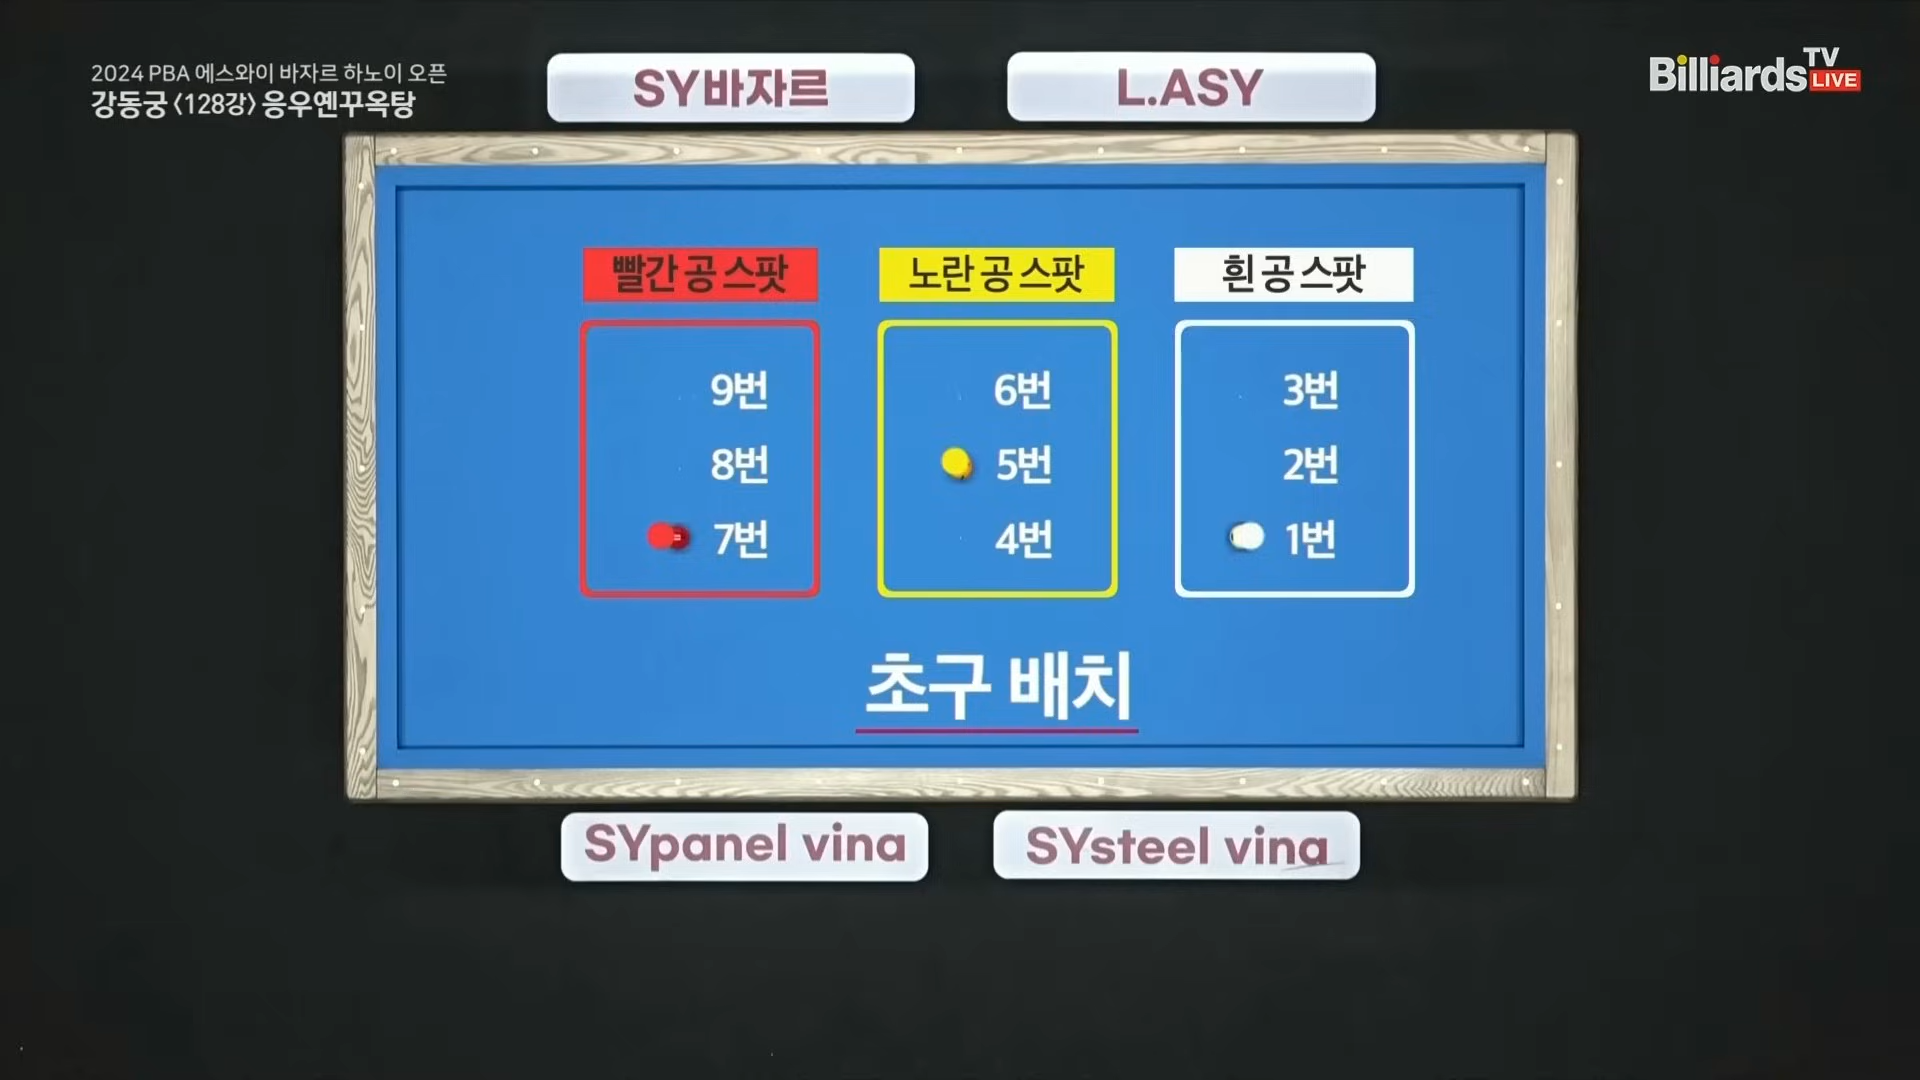 2024 PBA 에스와이 바자르 하노이 오픈
강동궁 〈128강〉 응우옌꾸옥탕
SY바자르
L.ASY
Billiards TV LIVE
빨간 공 스팟
노란 공 스팟
흰 공 스팟
9번
6번
3번
8번
5번
2번
7번
4번
1번
초구 배치
SYpanel vina
SYsteel vina